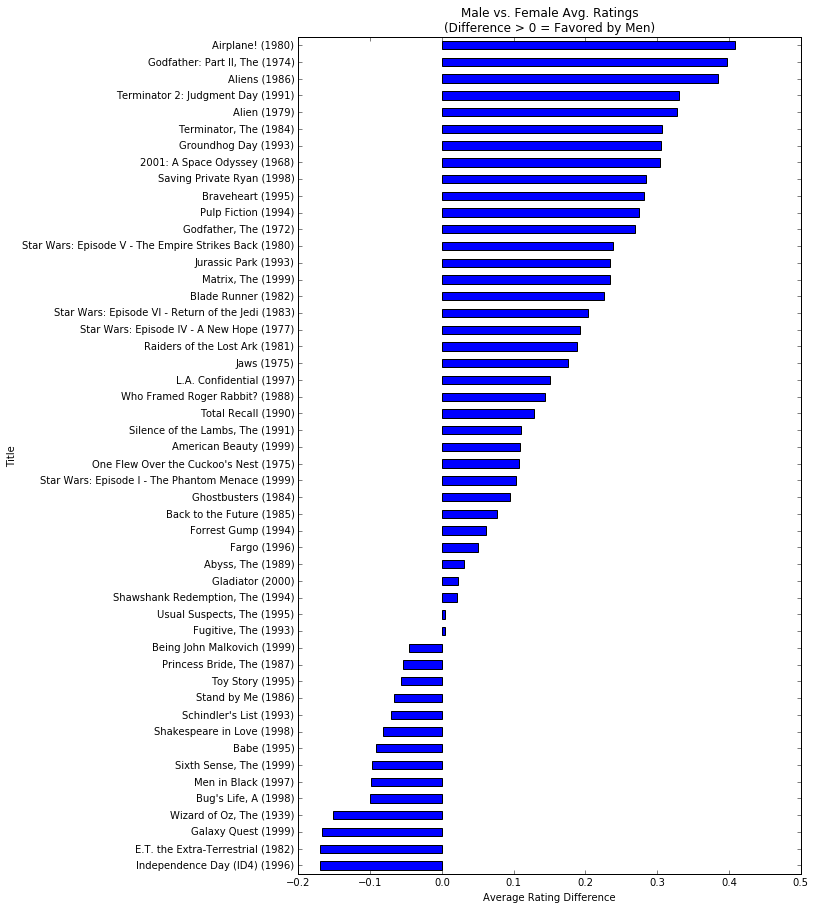 Male vs. Female Avg. Ratings
(Difference > 0 = Favored by Men)
Airplane! (1980)
Godfather: Part II, The (1974)
Aliens (1986)
Terminator 2: Judgment Day (1991)
Alien (1979)
Terminator, The (1984)
Groundhog Day (1993)
2001: A Space Odyssey (1968)
Saving Private Ryan (1998)
Braveheart (1995)
Pulp Fiction (1994)
Godfather, The (1972)
Star Wars: Episode V - The Empire Strikes Back (1980)
Jurassic Park (1993)
Matrix, The (1999)
Blade Runner (1982)
Star Wars: Episode VI - Return of the Jedi (1983)
Star Wars: Episode IV - A New Hope (1977)
Raiders of the Lost Ark (1981)
Jaws (1975)
L.A. Confidential (1997)
Who Framed Roger Rabbit? (1988)
Total Recall (1990)
Silence of the Lambs, The (1991)
American Beauty (1999)
One Flew Over the Cuckoo's Nest (1975)
Star Wars: Episode I - The Phantom Menace (1999)
Ghostbusters (1984)
Back to the Future (1985)
Forrest Gump (1994)
Fargo (1996)
Abyss, The (1989)
Gladiator (2000)
Shawshank Redemption, The (1994)
Usual Suspects, The (1995)
Fugitive, The (1993)
Being John Malkovich (1999)
Princess Bride, The (1987)
Toy Story (1995)
Stand by Me (1986)
Schindler's List (1993)
Shakespeare in Love (1998)
Babe (1995)
Sixth Sense, The (1999)
Men in Black (1997)
Bug's Life, A (1998)
Wizard of Oz, The (1939)
Galaxy Quest (1999)
E.T. the Extra-Terrestrial (1982)
Independence Day (ID4) (1996)
Title
−0.2 −0.1 0.0 0.1 0.2 0.3 0.4 0.5
Average Rating Difference